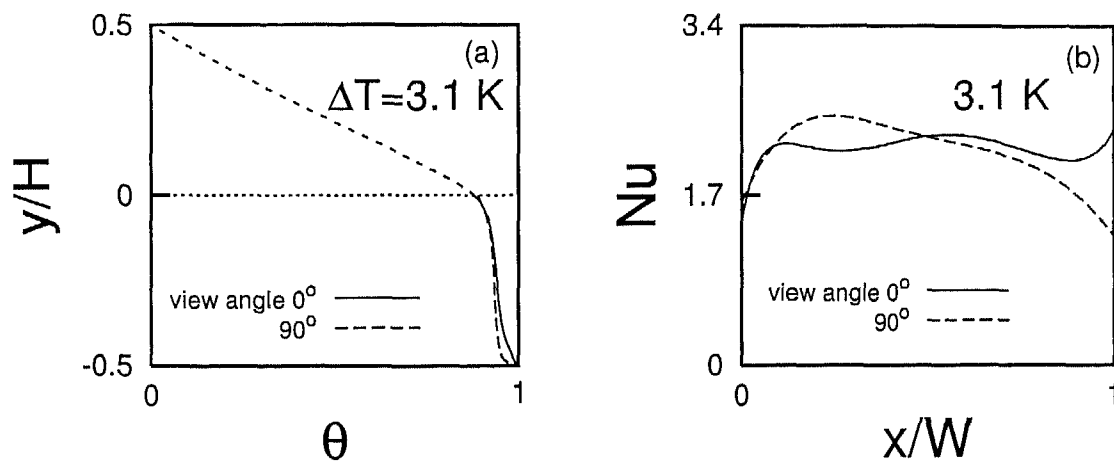 0.5
(a)
ΔT=3.1 K
y/H
0
view angle 0°
90°
-0.5
0
1
θ
3.4
(b)
3.1 K
Nu
1.7
view angle 0°
90°
0
0
1
x/W